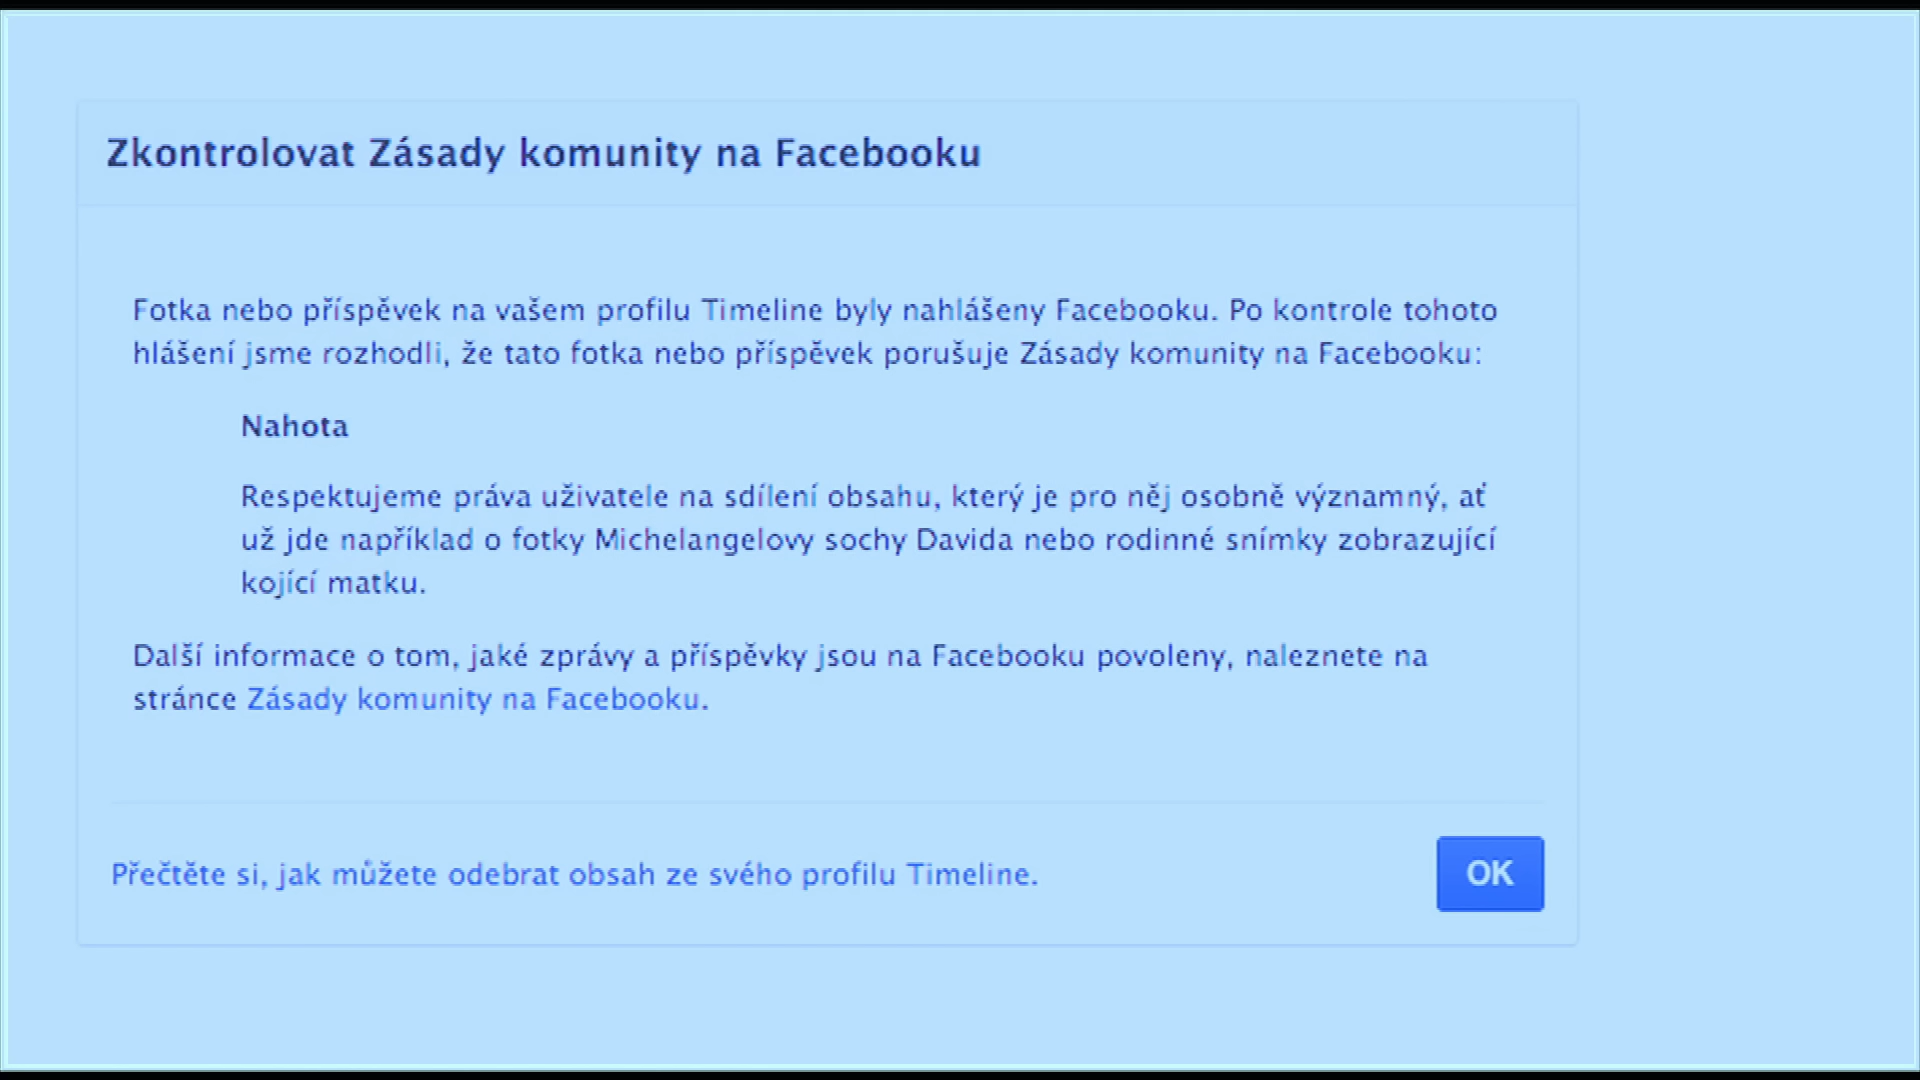 Zkontrolovat Zásady komunity na Facebooku
Fotka nebo příspěvek na vašem profilu Timeline byly nahlášeny Facebooku. Po kontrole tohoto
hlášení jsme rozhodli, že tato fotka nebo příspěvek porušuje Zásady komunity na Facebooku:
Nahota
Respektujeme práva uživatele na sdílení obsahu, který je pro něj osobně významný, ať
už jde například o fotky Michelangelovy sochy Davida nebo rodinné snímky zobrazující
kojící matku.
Další informace o tom, jaké zprávy a příspěvky jsou na Facebooku povoleny, naleznete na
stránce Zásady komunity na Facebooku.
Přečtěte si, jak můžete odebrat obsah ze svého profilu Timeline.
OK